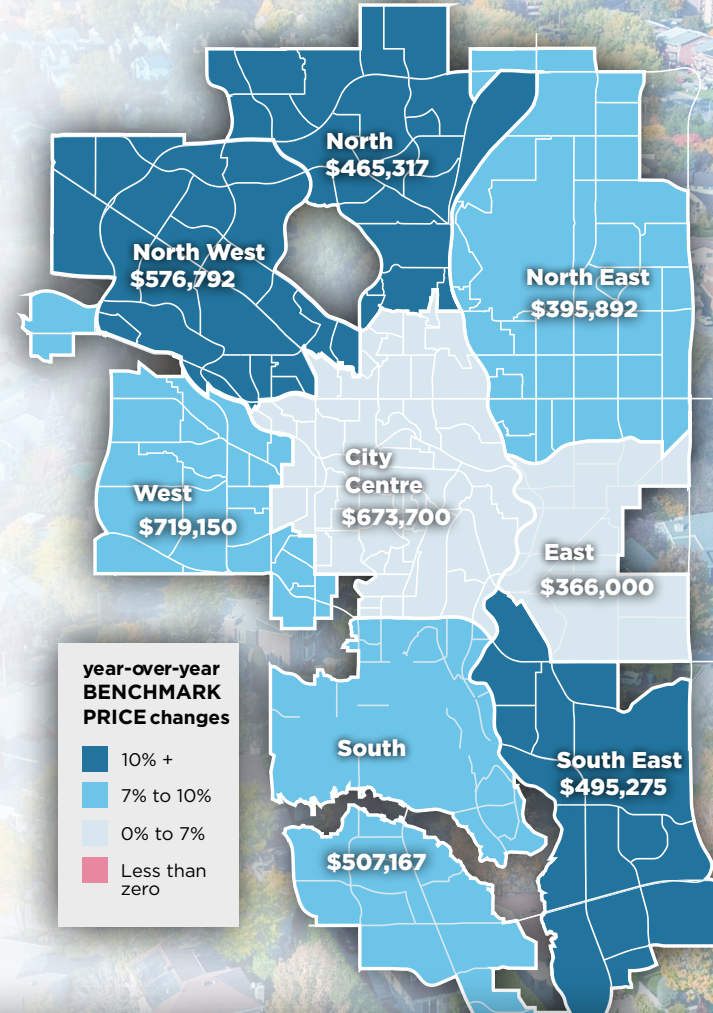 North
$465,317
North West
$576,792
North East
$395,892
City
Centre
$673,700
West
$719,150
East
$366,000
South
$507,167
South East
$495,275
year-over-year
BENCHMARK
PRICE changes
10% +
7% to 10%
0% to 7%
Less than
zero